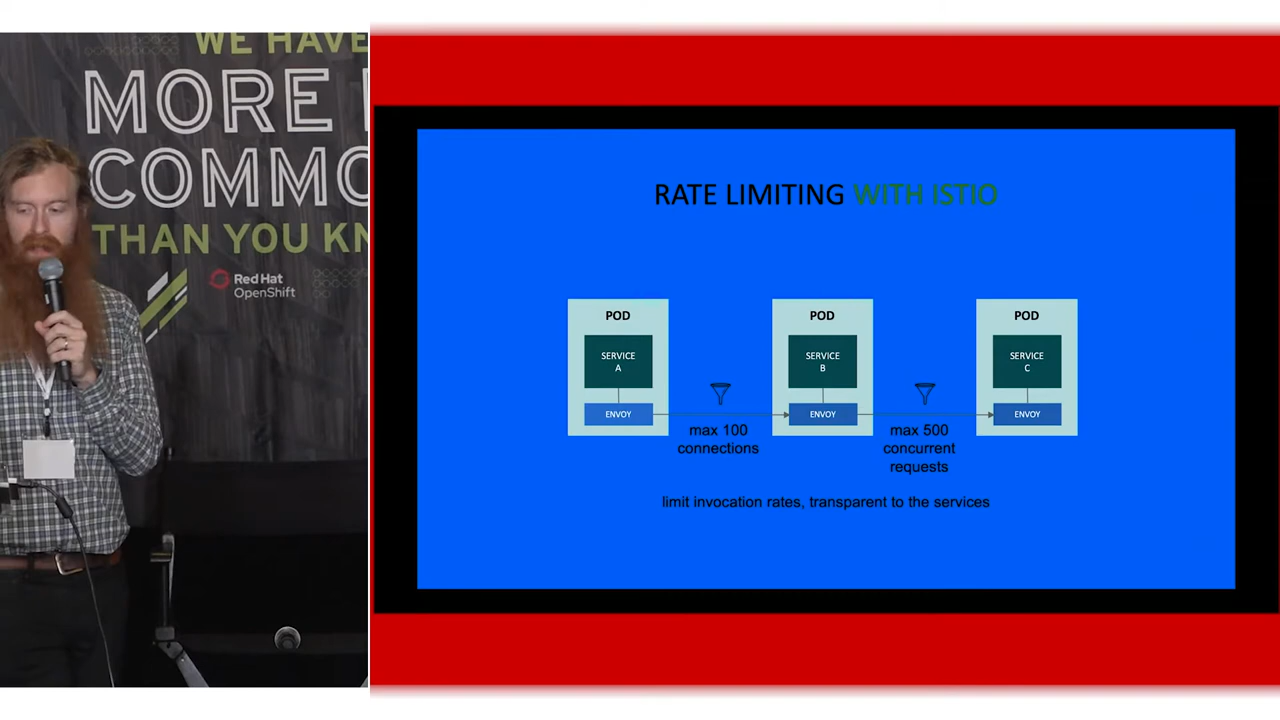 WE HAVE
MORE
COMMO
THAN YOU KN
Red Hat
OpenShift
RATE LIMITING WITH ISTIO
POD
SERVICE
A
ENVOY
max 100
connections
POD
SERVICE
B
ENVOY
max 500
concurrent
requests
POD
SERVICE
C
ENVOY
limit invocation rates, transparent to the services